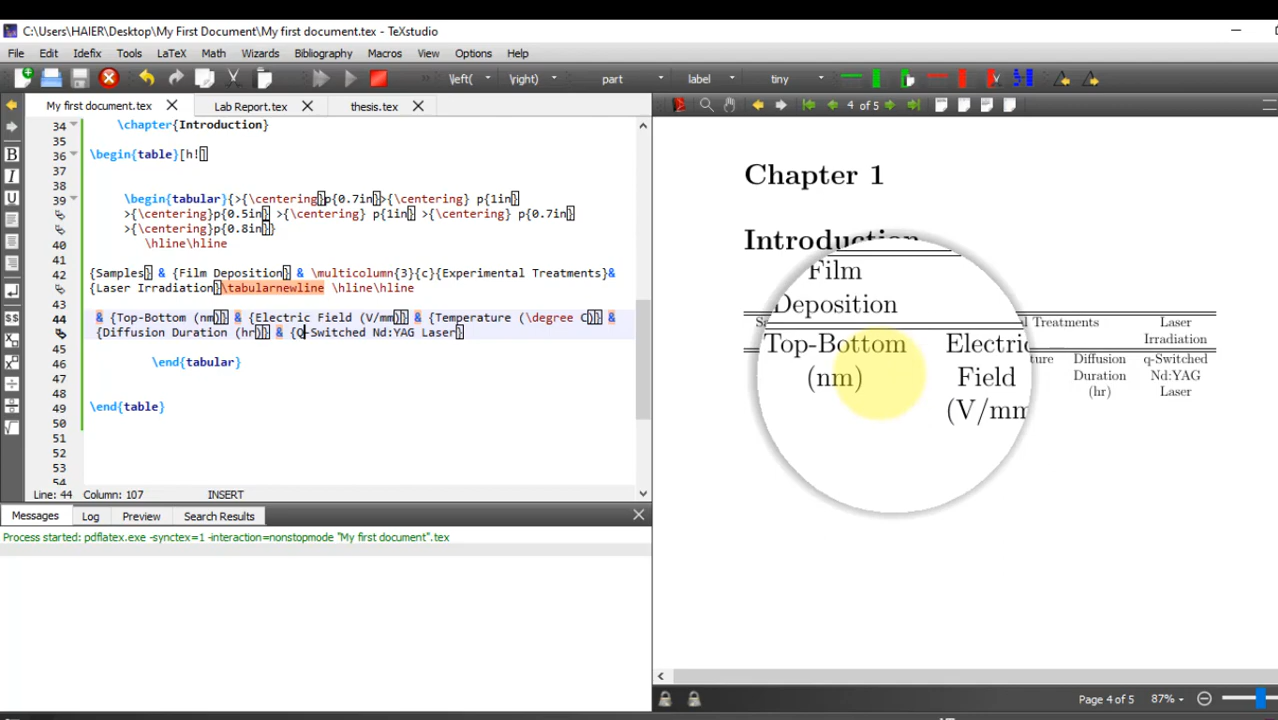 C:\Users\HAIER\Desktop\My First Document\My first document.tex - TeXstudio
File Edit Idefix Tools LaTeX Math Wizards Bibliography Macros View Options Help
\left( \right) part label tiny
My first document.tex Lab Report.tex thesis.tex
4 of 5
34 \chapter{Introduction}
35
36 \begin{table}[h!]
37
38
39 \begin{tabular}{>{\centering}p{0.7in}>{\centering} p{1in}
>{\centering}p{0.5in} >{\centering} p{1in} >{\centering} p{0.7in}
>{\centering}p{0.8in}}
40 \hline\hline
41
42 {Samples} & {Film Deposition} & \multicolumn{3}{c}{Experimental Treatments}&
{Laser Irradiation}\tabularnewline \hline\hline
43
44 & {Top-Bottom (nm)} & {Electric Field (V/mm)} & {Temperature (\degree C)} &
{Diffusion Duration (hr)} & {Q-Switched Nd:YAG Laser}
45
46 \end{tabular}
47
48
49 \end{table}
50
51
52
53
54
Line: 44 Column: 107 INSERT
Messages Log Preview Search Results
Process started: pdflatex.exe -synctex=1 -interaction=nonstopmode "My first document".tex
Chapter 1
Introduction
Film
Deposition
Treatments Laser
Irradiation
Top-Bottom
(nm)
Electric
Field
(V/mm
Diffusion
Duration
(hr)
q-Switched
Nd:YAG
Laser
Page 4 of 5 87%